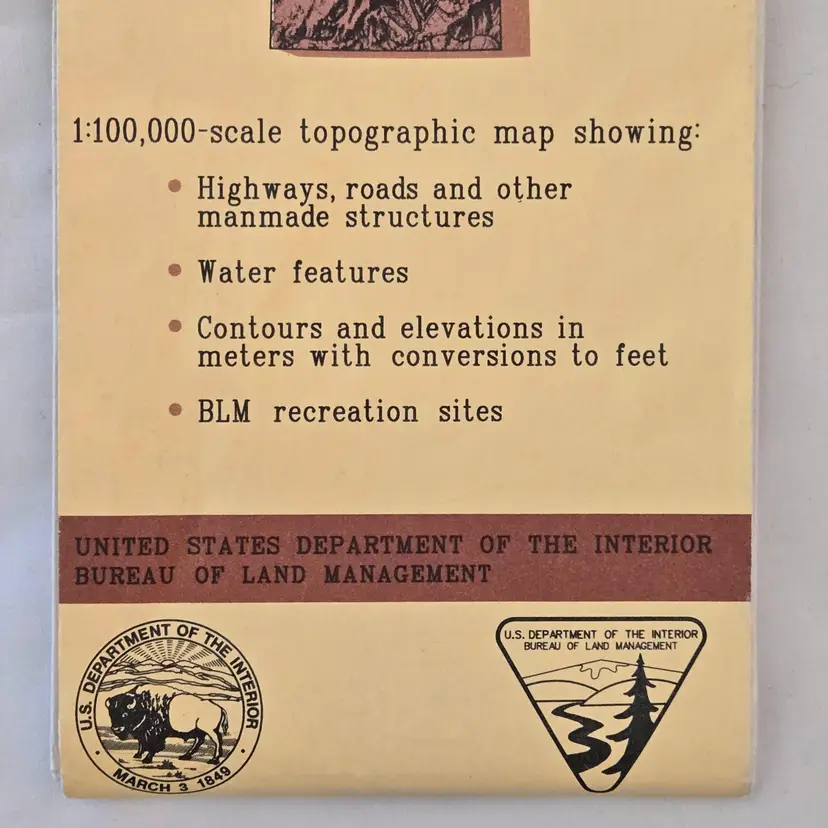 1:100,000-scale topographic map showing:
• Highways, roads and other
manmade structures
• Water features
• Contours and elevations in
meters with conversions to feet
• BLM recreation sites
UNITED STATES DEPARTMENT OF THE INTERIOR
BUREAU OF LAND MANAGEMENT
U.S. DEPARTMENT OF THE INTERIOR
MARCH 3 1849
U.S. DEPARTMENT OF THE INTERIOR
BUREAU OF LAND MANAGEMENT